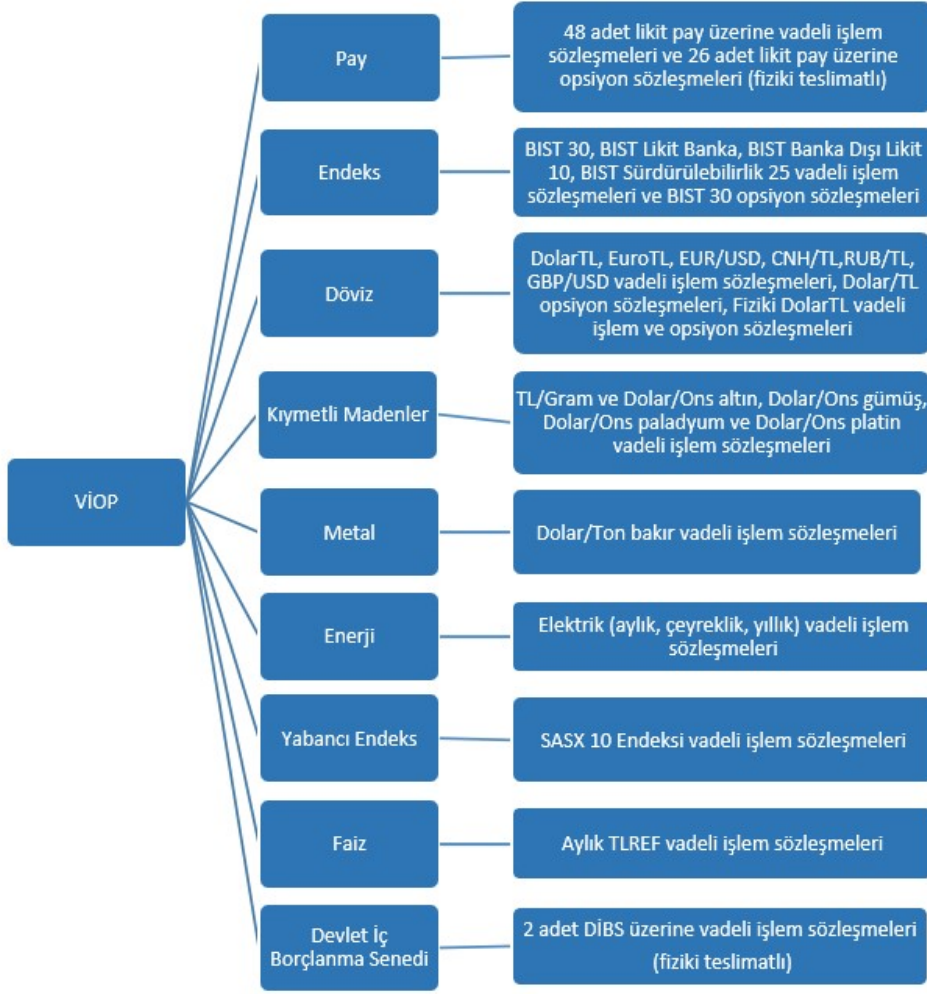 Pay
48 adet likit pay üzerine vadeli işlem
sözleşmeleri ve 26 adet likit pay üzerine
opsiyon sözleşmeleri (fiziki teslimatlı)
Endeks
BIST 30, BIST Likit Banka, BIST Banka Dışı Likit
10, BIST Sürdürülebilirlik 25 vadeli işlem
sözleşmeleri ve BIST 30 opsiyon sözleşmeleri
Döviz
DolarTL, EuroTL, EUR/USD, CNH/TL,RUB/TL,
GBP/USD vadeli işlem sözleşmeleri, Dolar/TL
opsiyon sözleşmeleri, Fiziki DolarTL vadeli
işlem ve opsiyon sözleşmeleri
Kıymetli Madenler
TL/Gram ve Dolar/Ons altın, Dolar/Ons gümüş,
Dolar/Ons paladyum ve Dolar/Ons platin
vadeli işlem sözleşmeleri
VİOP
Metal
Dolar/Ton bakır vadeli işlem sözleşmeleri
Enerji
Elektrik (aylık, çeyreklik, yıllık) vadeli işlem
sözleşmeleri
Yabancı Endeks
SASX 10 Endeksi vadeli işlem sözleşmeleri
Faiz
Aylık TLREF vadeli işlem sözleşmeleri
Devlet İç
Borçlanma Senedi
2 adet DİBS üzerine vadeli işlem sözleşmeleri
(fiziki teslimatlı)